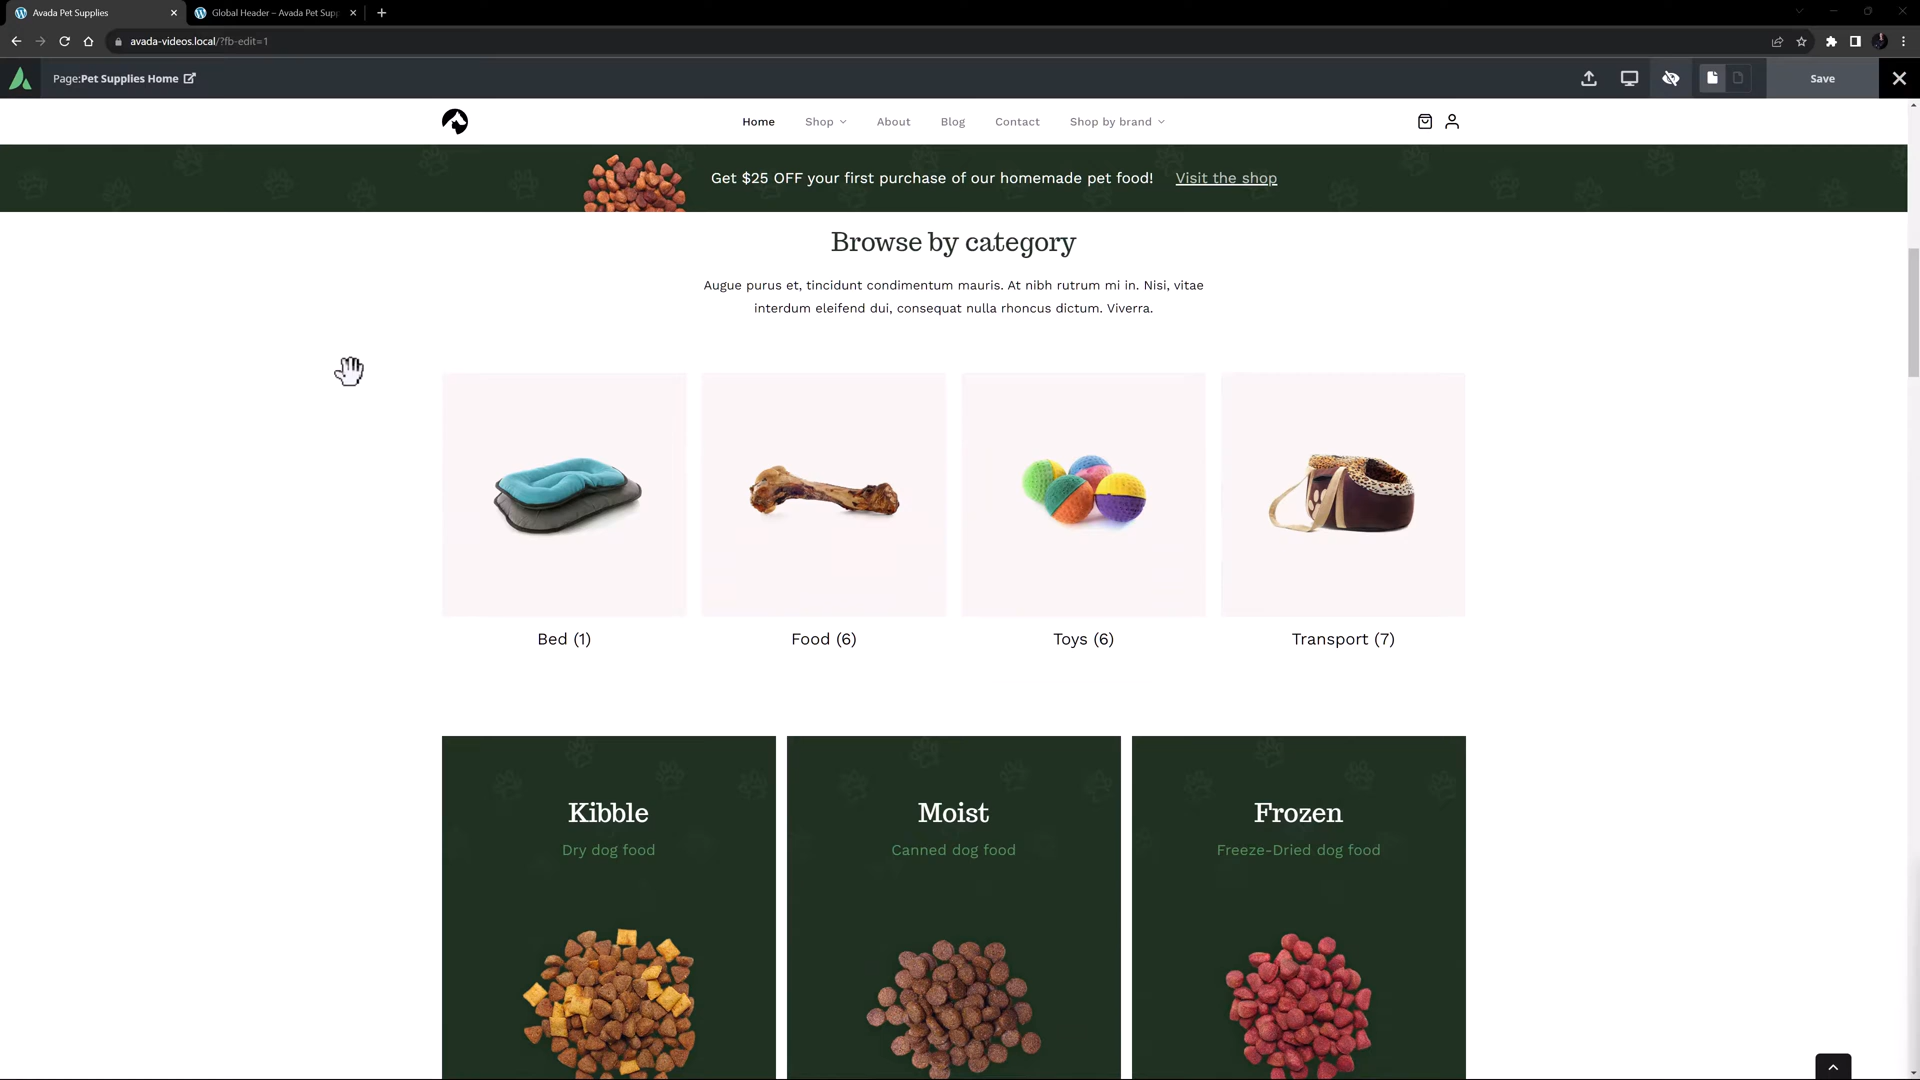 Avada Pet Supplies
Global Header – Avada Pet Supp
avada-videos.local/?fb-edit=1
Page:Pet Supplies Home
Save
Home
Shop
About
Blog
Contact
Shop by brand
Get $25 OFF your first purchase of our homemade pet food! Visit the shop
Browse by category
Augue purus et, tincidunt condimentum mauris. At nibh rutrum mi in. Nisi, vitae
interdum eleifend dui, consequat nulla rhoncus dictum. Viverra.
Bed (1)
Food (6)
Toys (6)
Transport (7)
Kibble
Dry dog food
Moist
Canned dog food
Frozen
Freeze-Dried dog food